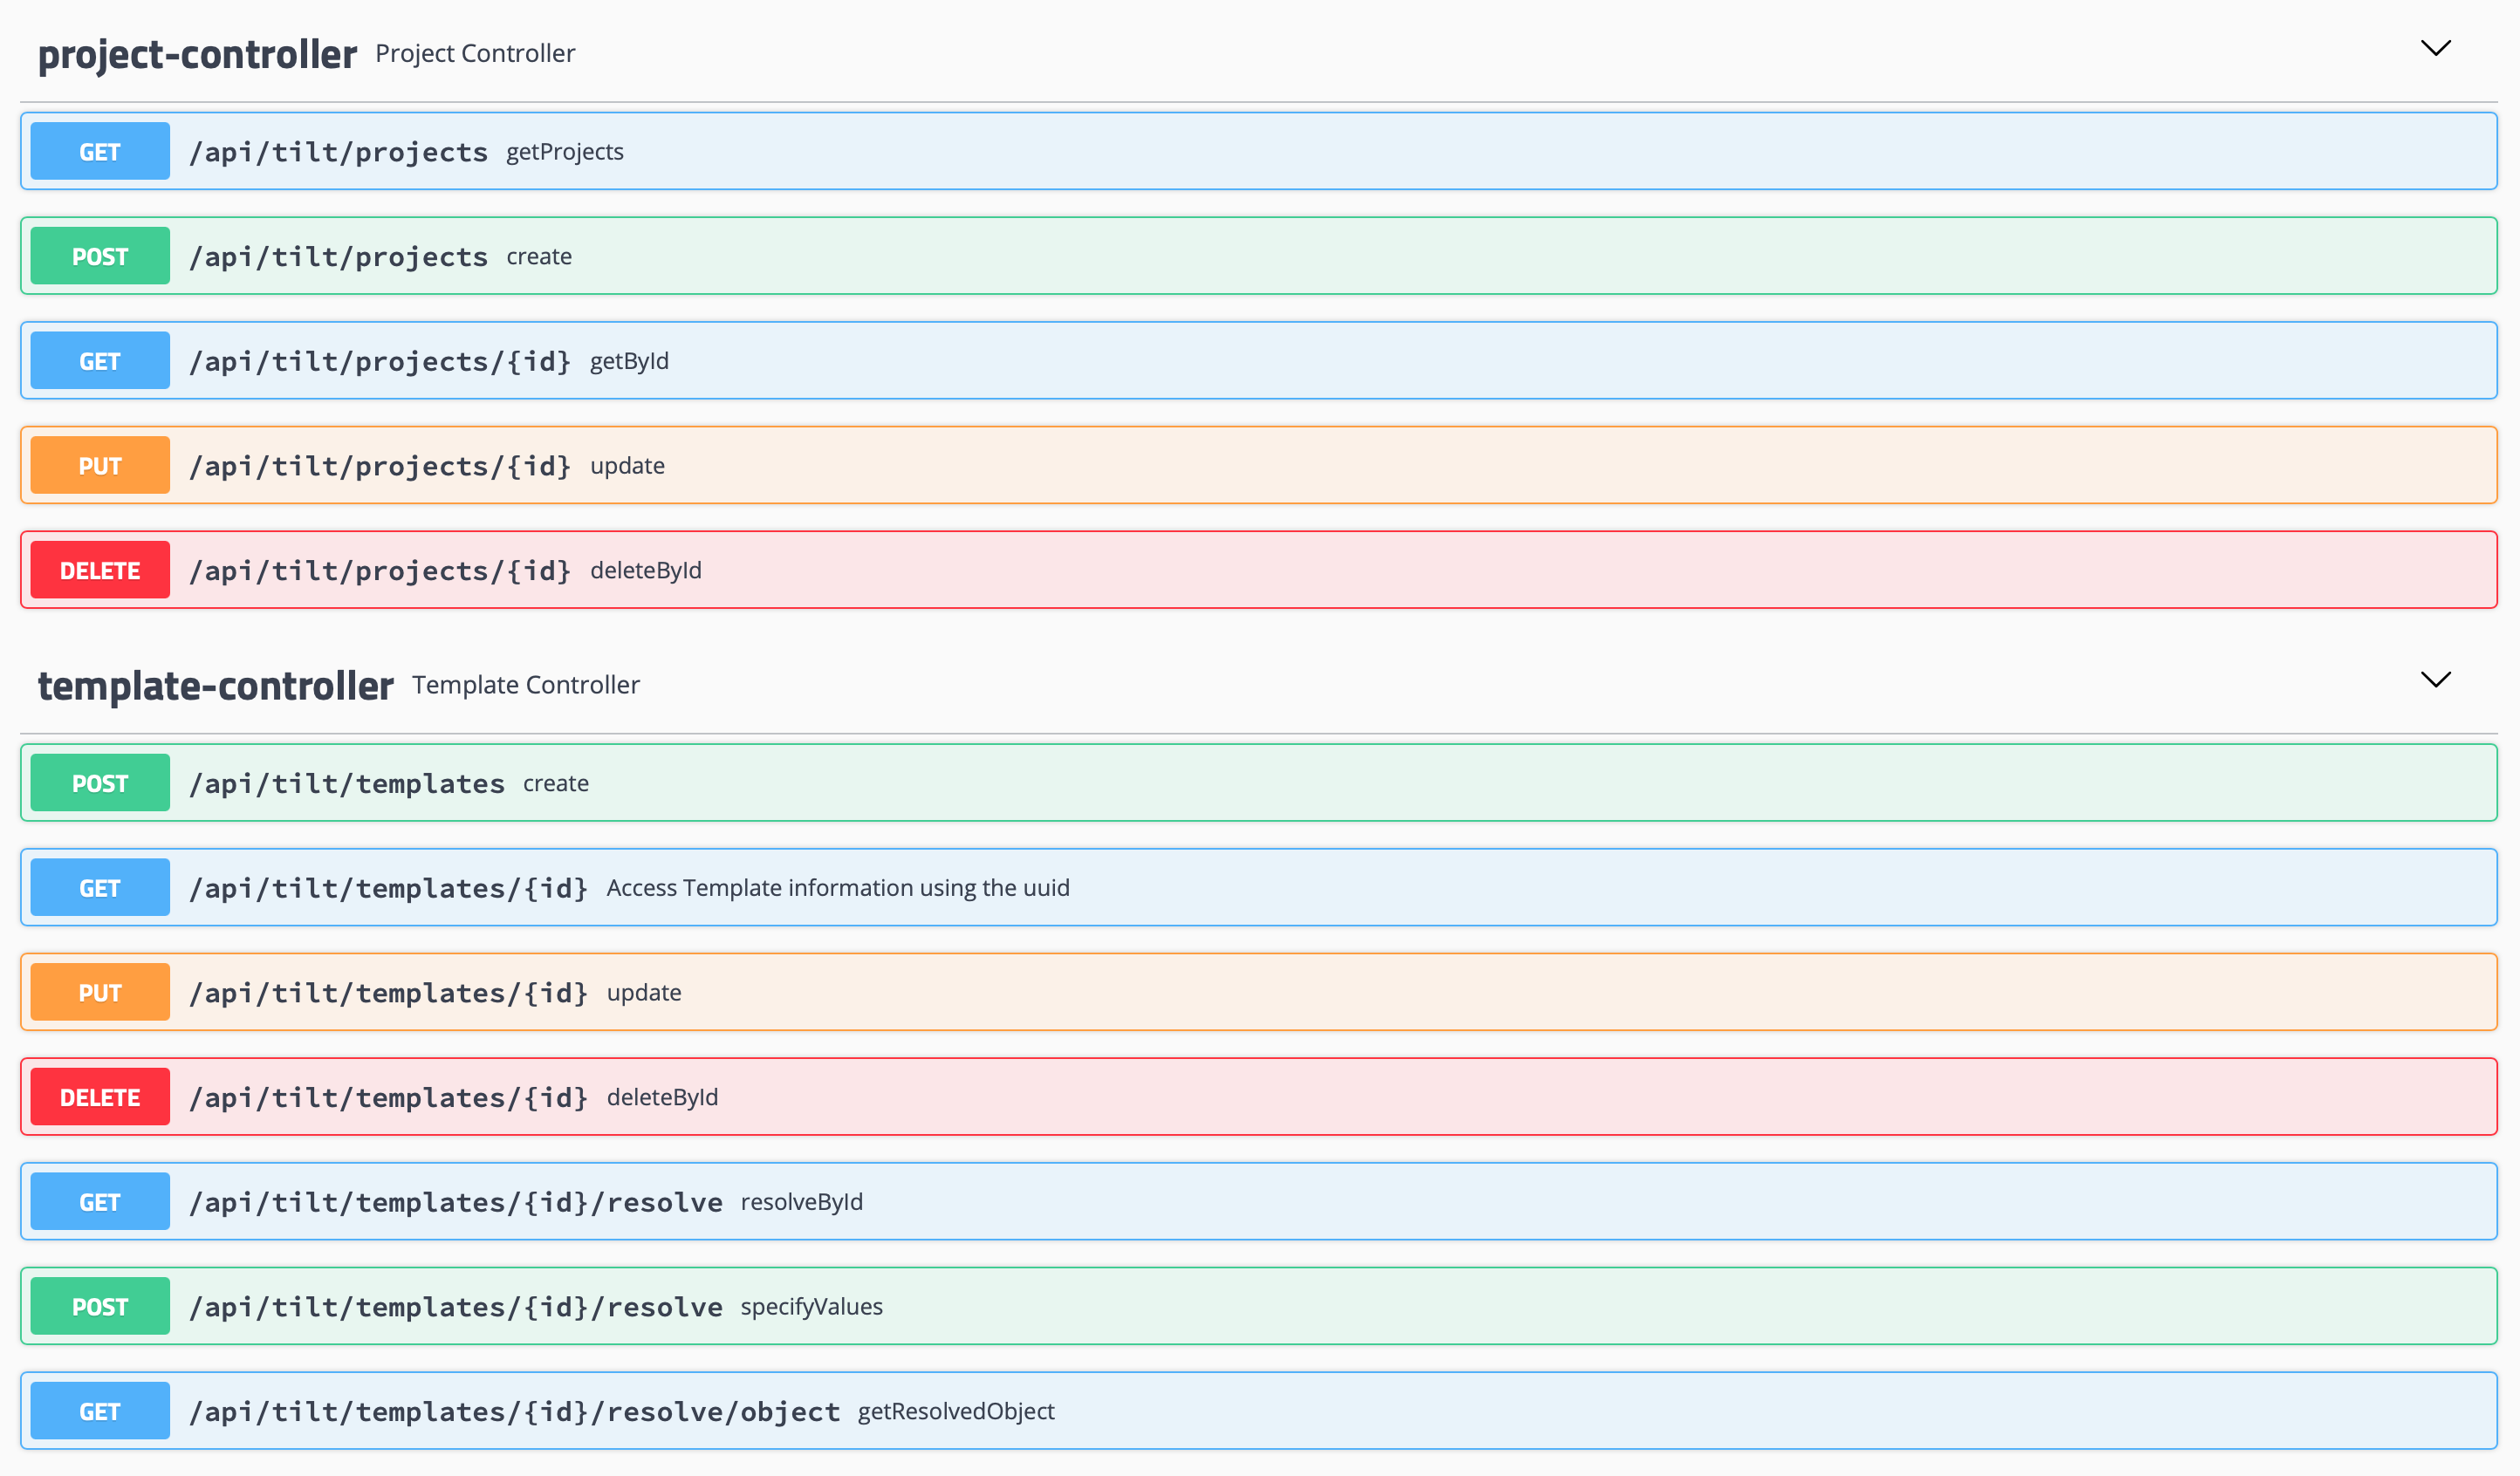 project-controller Project Controller
GET /api/tilt/projects getProjects
POST /api/tilt/projects create
GET /api/tilt/projects/{id} getById
PUT /api/tilt/projects/{id} update
DELETE /api/tilt/projects/{id} deleteById
template-controller Template Controller
POST /api/tilt/templates create
GET /api/tilt/templates/{id} Access Template information using the uuid
PUT /api/tilt/templates/{id} update
DELETE /api/tilt/templates/{id} deleteById
GET /api/tilt/templates/{id}/resolve resolveById
POST /api/tilt/templates/{id}/resolve specifyValues
GET /api/tilt/templates/{id}/resolve/object getResolvedObject